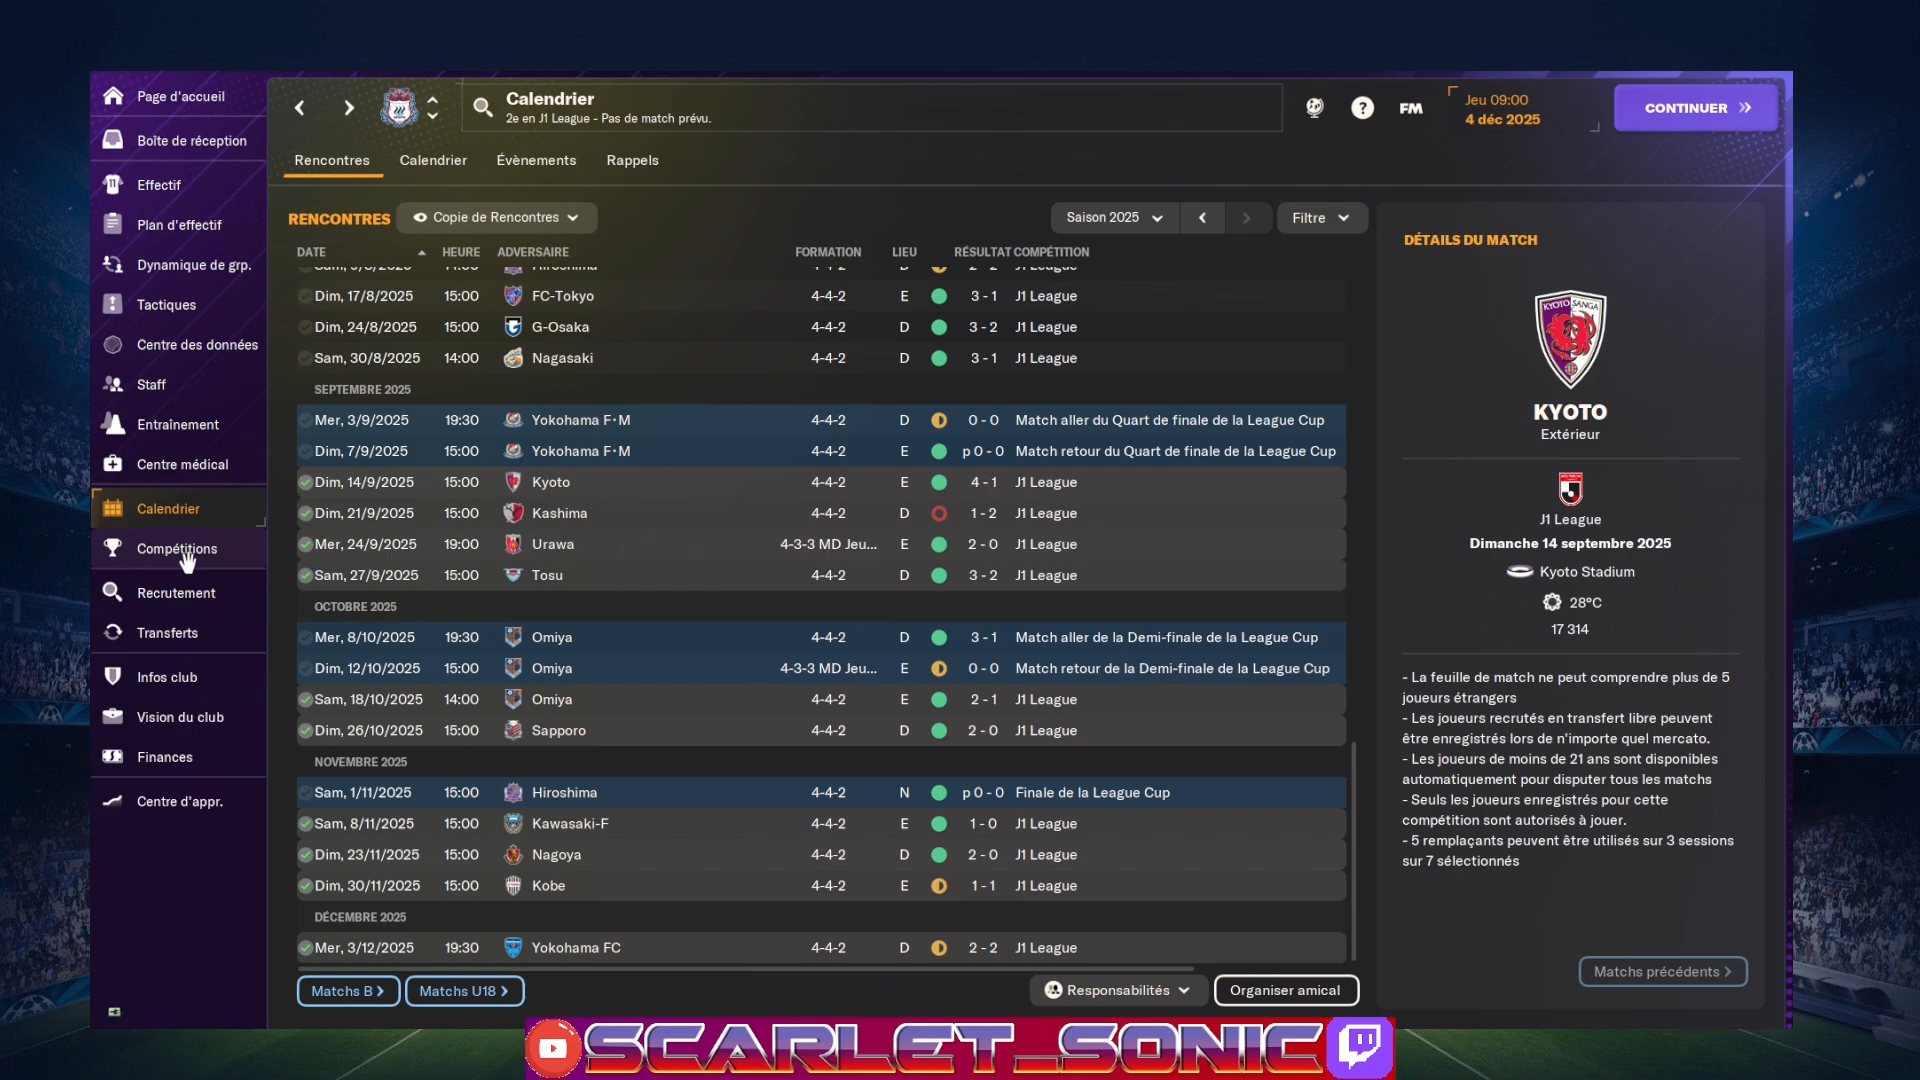 Page d'accueil
Boîte de réception
Effectif
Plan d'effectif
Dynamique de grp.
Tactiques
Centre des données
Staff
Entraînement
Centre médical
Calendrier
Compétitions
Recrutement
Transferts
Infos club
Vision du club
Finances
Centre d'appr.
Calendrier
2e en J1 League - Pas de match prévu.
FM
Jeu 09:00
4 déc 2025
CONTINUER
Rencontres Calendrier Évènements Rappels
RENCONTRES Copie de Rencontres Saison 2025 Filtre
DATE HEURE ADVERSAIRE FORMATION LIEU RÉSULTAT COMPÉTITION
Dim, 17/8/2025 15:00 FC-Tokyo 4-4-2 E 3 - 1 J1 League
Dim, 24/8/2025 15:00 G-Osaka 4-4-2 D 3 - 2 J1 League
Sam, 30/8/2025 14:00 Nagasaki 4-4-2 D 3 - 1 J1 League
SEPTEMBRE 2025
Mer, 3/9/2025 19:30 Yokohama F·M 4-4-2 D 0 - 0 Match aller du Quart de finale de la League Cup
Dim, 7/9/2025 15:00 Yokohama F·M 4-4-2 E p 0 - 0 Match retour du Quart de finale de la League Cup
Dim, 14/9/2025 15:00 Kyoto 4-4-2 E 4 - 1 J1 League
Dim, 21/9/2025 15:00 Kashima 4-4-2 D 1 - 2 J1 League
Mer, 24/9/2025 19:00 Urawa 4-3-3 MD Jeu... E 2 - 0 J1 League
Sam, 27/9/2025 15:00 Tosu 4-4-2 D 3 - 2 J1 League
OCTOBRE 2025
Mer, 8/10/2025 19:30 Omiya 4-4-2 D 3 - 1 Match aller de la Demi-finale de la League Cup
Dim, 12/10/2025 15:00 Omiya 4-3-3 MD Jeu... E 0 - 0 Match retour de la Demi-finale de la League Cup
Sam, 18/10/2025 14:00 Omiya 4-4-2 E 2 - 1 J1 League
Dim, 26/10/2025 15:00 Sapporo 4-4-2 D 2 - 0 J1 League
NOVEMBRE 2025
Sam, 1/11/2025 15:00 Hiroshima 4-4-2 N p 0 - 0 Finale de la League Cup
Sam, 8/11/2025 15:00 Kawasaki-F 4-4-2 E 1 - 0 J1 League
Dim, 23/11/2025 15:00 Nagoya 4-4-2 D 2 - 0 J1 League
Dim, 30/11/2025 15:00 Kobe 4-4-2 E 1 - 1 J1 League
DÉCEMBRE 2025
Mer, 3/12/2025 19:30 Yokohama FC 4-4-2 D 2 - 2 J1 League
Matchs B Matchs U18 Responsabilités Organiser amical
DÉTAILS DU MATCH
KYOTO SANGA
KYOTO
Extérieur
J1 League
Dimanche 14 septembre 2025
Kyoto Stadium
28°C
17 314
- La feuille de match ne peut comprendre plus de 5
joueurs étrangers
- Les joueurs recrutés en transfert libre peuvent
être enregistrés lors de n'importe quel mercato.
- Les joueurs de moins de 21 ans sont disponibles
automatiquement pour disputer tous les matchs
- Seuls les joueurs enregistrés pour cette
compétition sont autorisés à jouer.
- 5 remplaçants peuvent être utilisés sur 3 sessions
sur 7 sélectionnés
Matchs précédents
SCARLET_SONIC